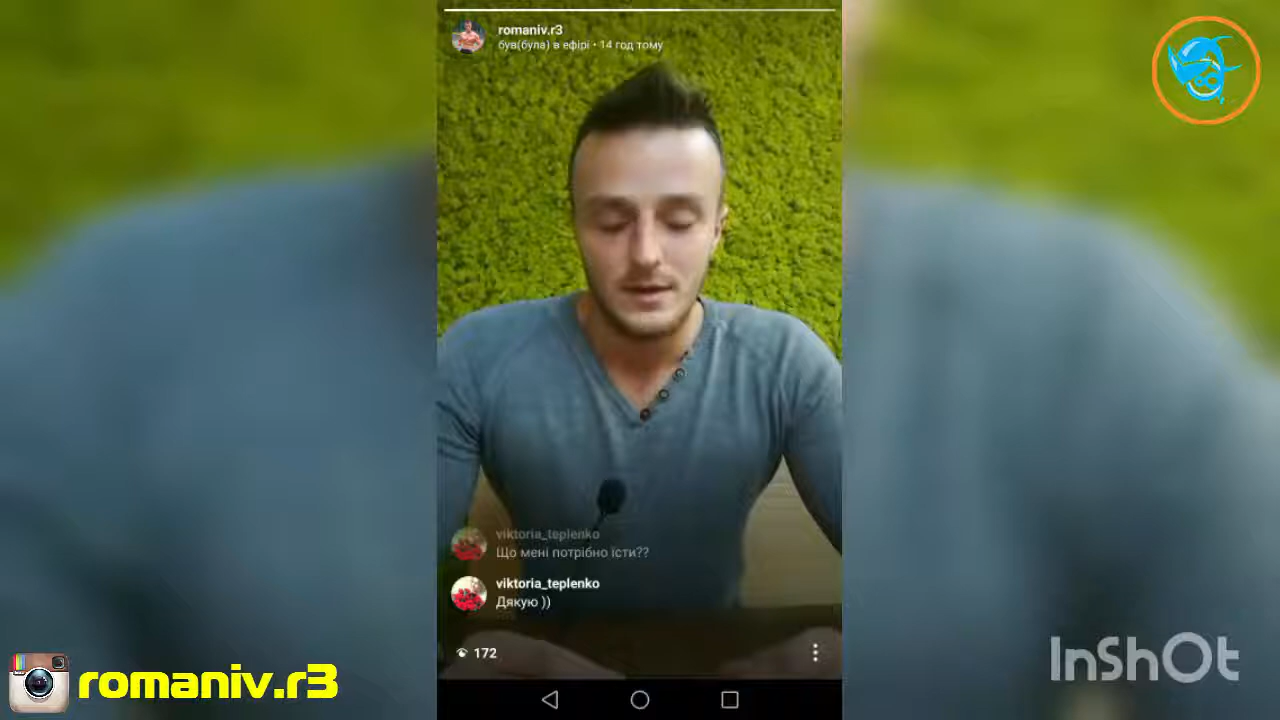 romaniv.r3
був(була) в ефірі • 14 год тому
viktoria_teplenko
Що мені потрібно їсти??
viktoria_teplenko
Дякую ))
172
romaniv.r3
InShOt